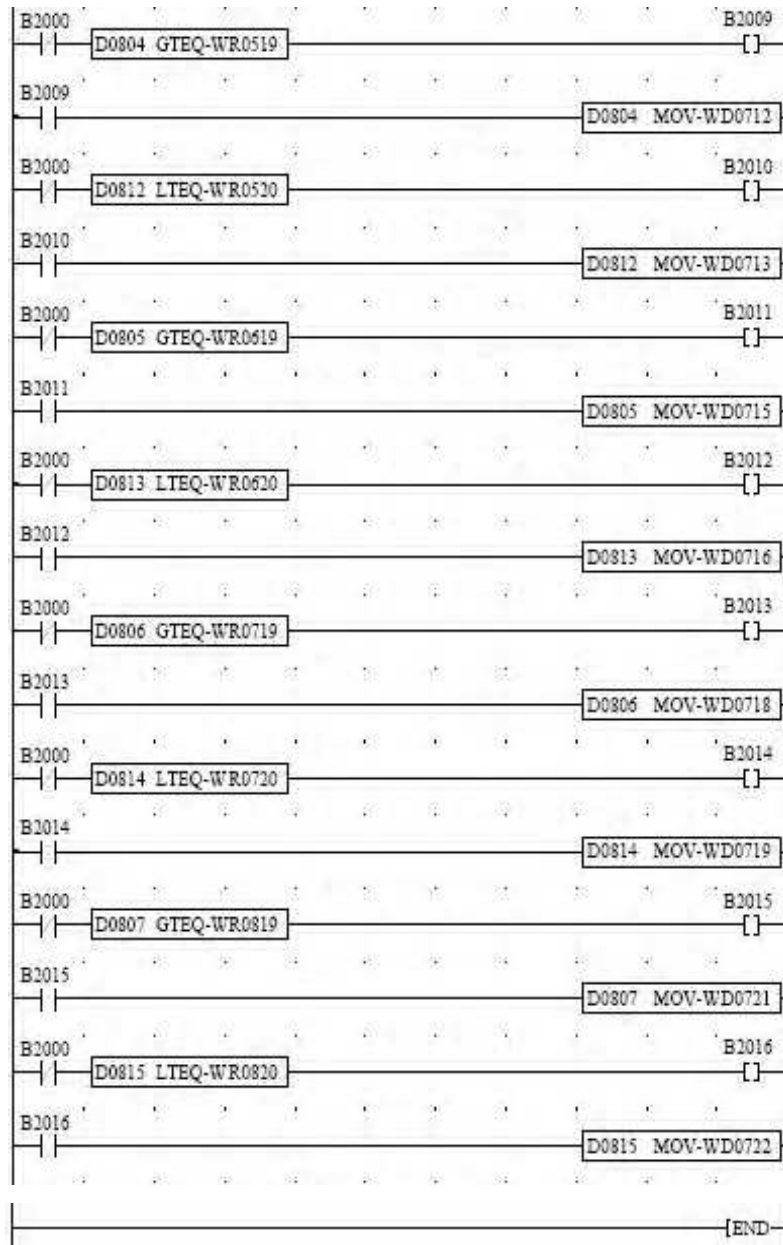 B2000 B2009
D0804 GTEQ-WR0519
B2009
D0804 MOV-WD0712
B2000 B2010
D0812 LTEQ-WR0520
B2010
D0812 MOV-WD0713
B2000 B2011
D0805 GTEQ-WR0619
B2011
D0805 MOV-WD0715
B2000 B2012
D0813 LTEQ-WR0620
B2012
D0813 MOV-WD0716
B2000 B2013
D0806 GTEQ-WR0719
B2013
D0806 MOV-WD0718
B2000 B2014
D0814 LTEQ-WR0720
B2014
D0814 MOV-WD0719
B2000 B2015
D0807 GTEQ-WR0819
B2015
D0807 MOV-WD0721
B2000 B2016
D0815 LTEQ-WR0820
B2016
D0815 MOV-WD0722
[END